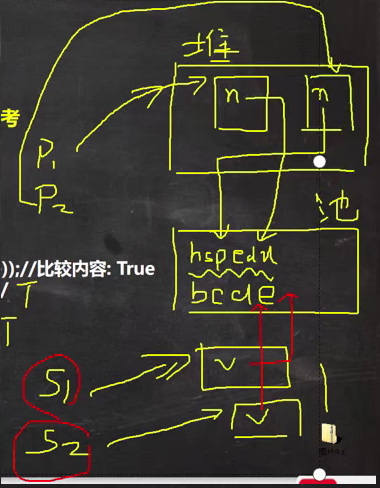 堆
考
n
n
P1
P2
池
hspedu
));//比较内容: True
bcde
/ T
T
v
S1
v
S2